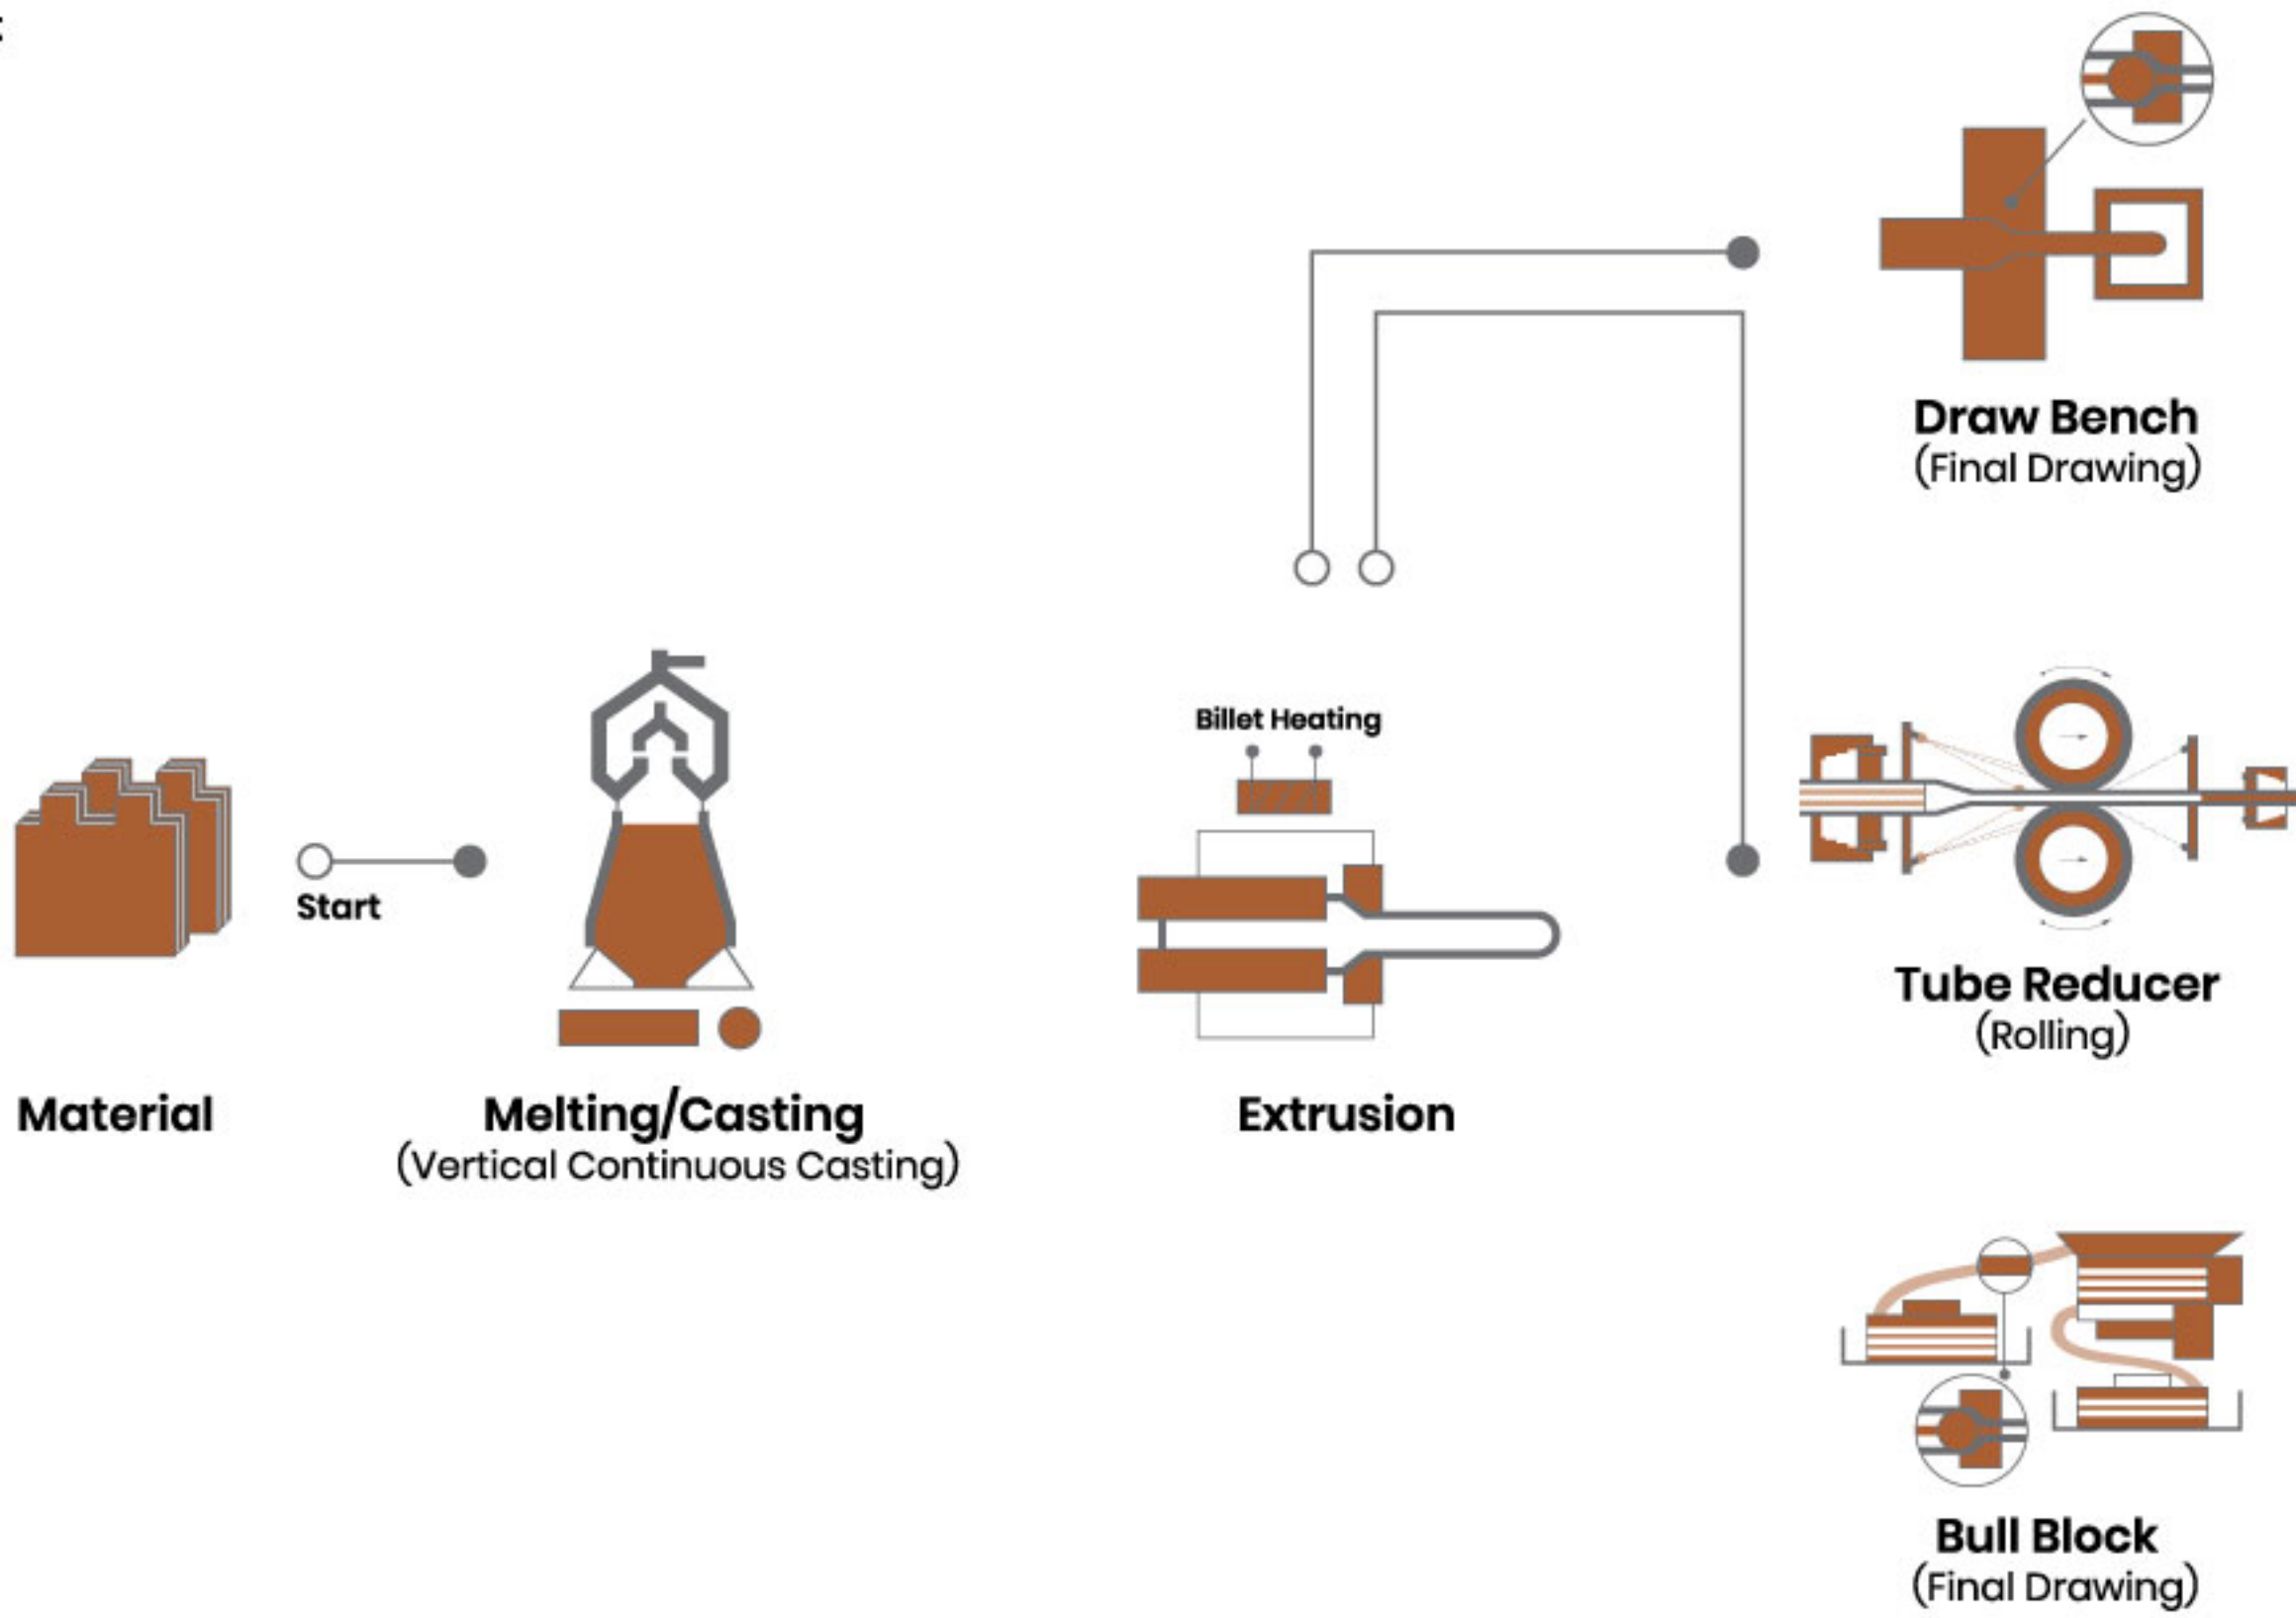 Draw Bench
(Final Drawing)
Billet Heating
Start
Tube Reducer
(Rolling)
Material
Melting/Casting
(Vertical Continuous Casting)
Extrusion
Bull Block
(Final Drawing)